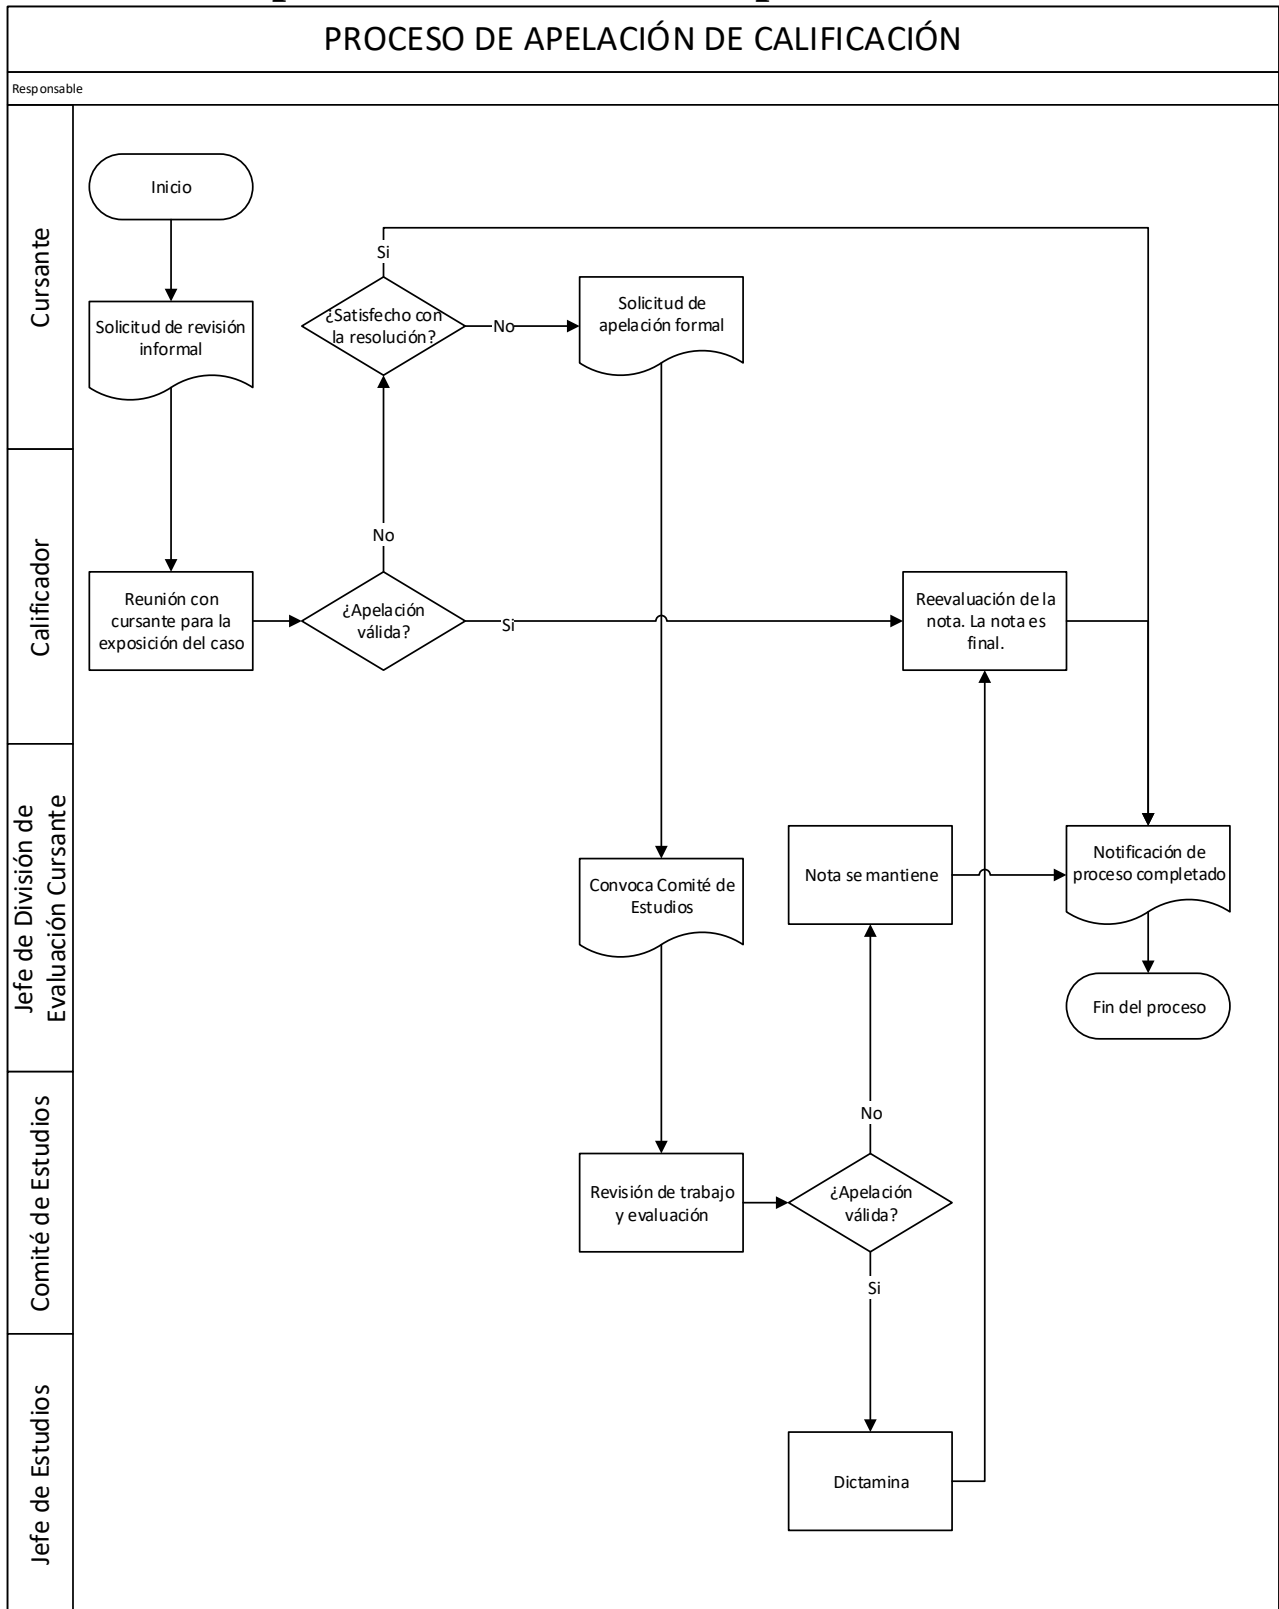 PROCESO DE APELACIÓN DE CALIFICACIÓN
Responsable
Cursante
Inicio
Solicitud de revisión
informal
Si
¿Satisfecho con
la resolución?
No
Solicitud de
apelación formal
Calificador
No
Reunión con
cursante para la
exposición del caso
¿Apelación
válida?
Si
Reevaluación de la
nota. La nota es
final.
Jefe de División de
Evaluación Cursante
Convoca Comité de
Estudios
Nota se mantiene
Notificación de
proceso completado
Fin del proceso
Comité de Estudios
No
Revisión de trabajo
y evaluación
¿Apelación
válida?
Si
Jefe de Estudios
Dictamina